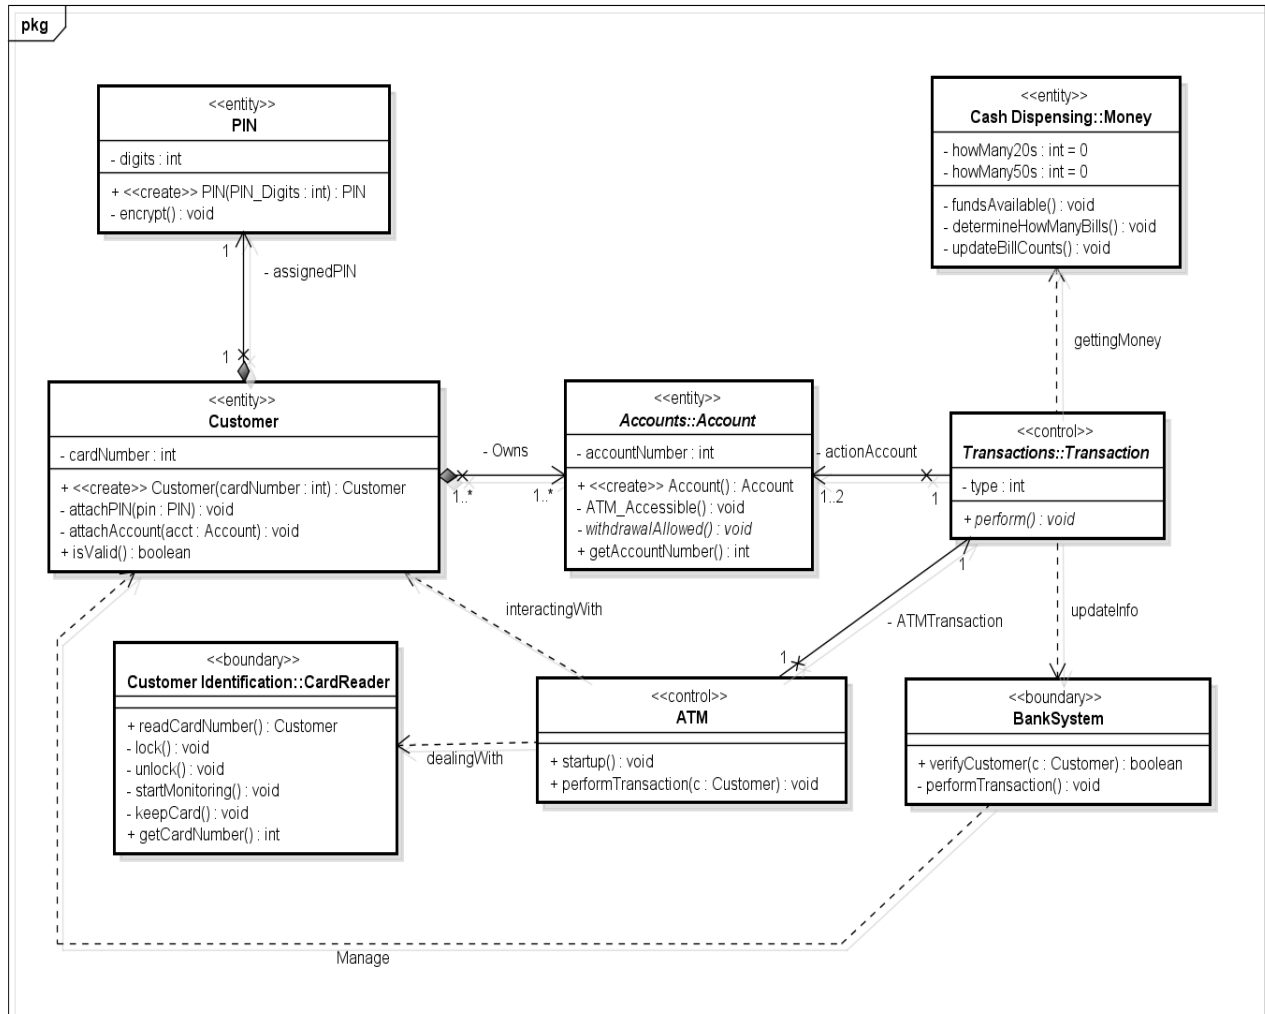 pkg
<<entity>>
PIN
- digits : int
+ <<create>> PIN(PIN_Digits : int) : PIN
- encrypt() : void
1
- assignedPIN
1
<<entity>>
Cash Dispensing::Money
- howMany20s : int = 0
- howMany50s : int = 0
- fundsAvailable() : void
- determineHowManyBills() : void
- updateBillCounts() : void
gettingMoney
<<entity>>
Customer
- cardNumber : int
+ <<create>> Customer(cardNumber : int) : Customer
- attachPIN(pin : PIN) : void
- attachAccount(acct : Account) : void
+ isValid() : boolean
- Owns
1..*
1..*
<<entity>>
Accounts::Account
- accountNumber : int
+ <<create>> Account() : Account
- ATM_Accessible() : void
- withdrawalAllowed() : void
+ getAccountNumber() : int
- actionAccount
1..2
1
<<control>>
Transactions::Transaction
- type : int
+ perform() : void
1
interactingWith
- ATMTransaction
updateInfo
1
<<boundary>>
Customer Identification::CardReader
+ readCardNumber() : Customer
- lock() : void
- unlock() : void
- startMonitoring() : void
- keepCard() : void
+ getCardNumber() : int
dealingWith
<<control>>
ATM
+ startup() : void
+ performTransaction(c : Customer) : void
<<boundary>>
BankSystem
+ verifyCustomer(c : Customer) : boolean
- performTransaction() : void
Manage